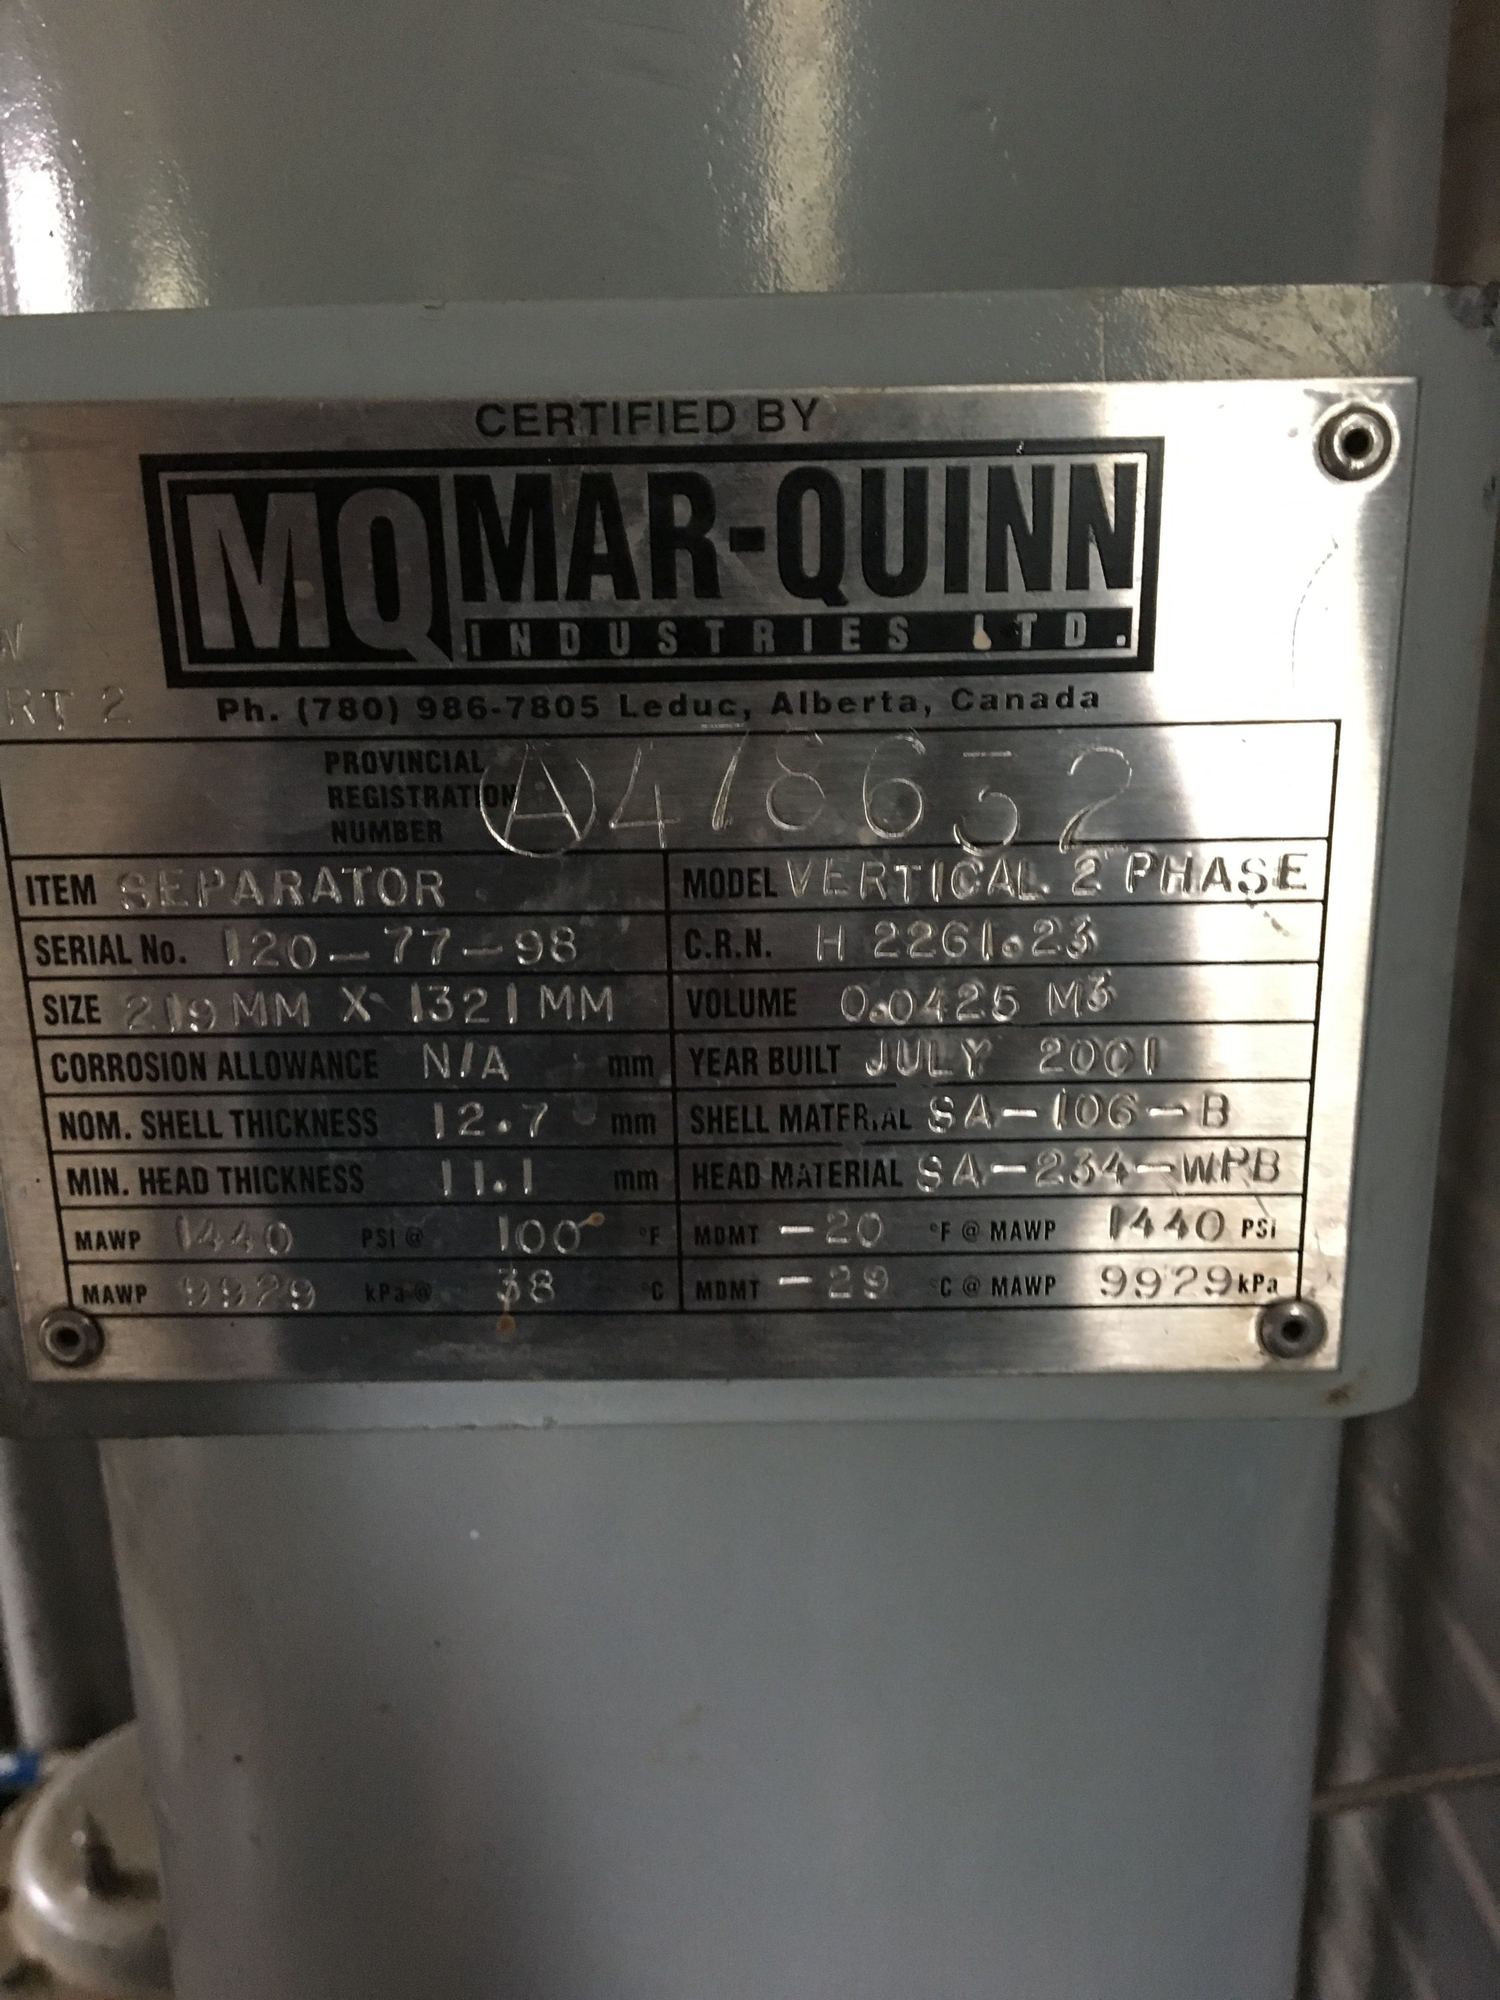 CERTIFIED BY
MQ MAR-QUINN
INDUSTRIES LTD.
W
RT 2
Ph. (780) 986-7805 Leduc, Alberta, Canada
PROVINCIAL
REGISTRATION
NUMBER
A 478632
ITEM SEPARATOR MODEL VERTICAL 2 PHASE
SERIAL No. 120-77-98 C.R.N. H 2261.23
SIZE 219 MM X 1321 MM VOLUME 0.0425 M3
CORROSION ALLOWANCE N/A mm YEAR BUILT JULY 2001
NOM. SHELL THICKNESS 12.7 mm SHELL MATERIAL SA-106-B
MIN. HEAD THICKNESS 11.1 mm HEAD MATERIAL SA-234-WPB
MAWP 1440 PSI @ 100 °F MDMT -20 °F @ MAWP 1440 PSI
MAWP 9929 kPa @ 38 °C MDMT -29 °C @ MAWP 9929 kPa